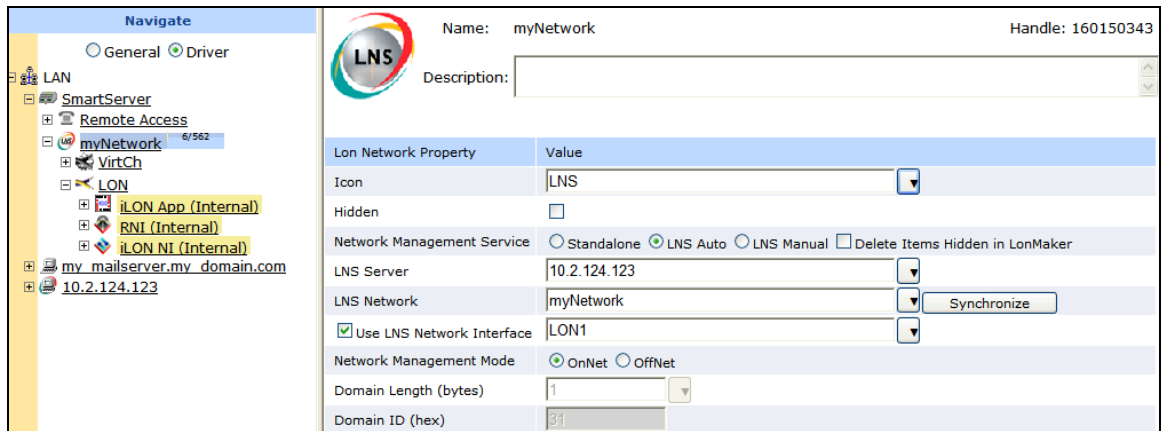 Navigate
General Driver
LAN
SmartServer
Remote Access
myNetwork 6/562
VirtCh
LON
iLON App (Internal)
RNI (Internal)
iLON NI (Internal)
my_mailserver.my_domain.com
10.2.124.123
LNS
Name: myNetwork Handle: 160150343
Description:
Lon Network Property Value
Icon LNS
Hidden
Network Management Service Standalone LNS Auto LNS Manual Delete Items Hidden in LonMaker
LNS Server 10.2.124.123
LNS Network myNetwork Synchronize
Use LNS Network Interface LON1
Network Management Mode OnNet OffNet
Domain Length (bytes) 1
Domain ID (hex) 31